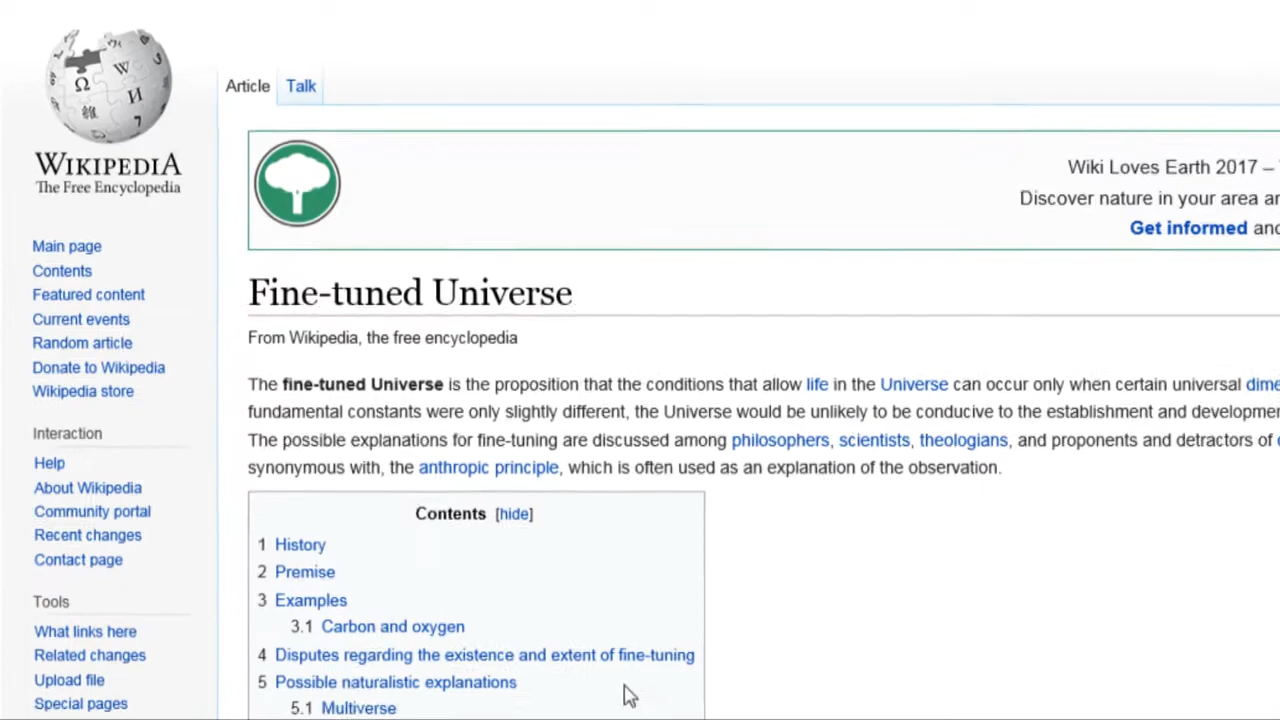 WIKIPEDIA
The Free Encyclopedia
Main page
Contents
Featured content
Current events
Random article
Donate to Wikipedia
Wikipedia store
Interaction
Help
About Wikipedia
Community portal
Recent changes
Contact page
Tools
What links here
Related changes
Upload file
Special pages
Article Talk
Wiki Loves Earth 2017 –
Discover nature in your area
Get informed and
Fine-tuned Universe
From Wikipedia, the free encyclopedia
The fine-tuned Universe is the proposition that the conditions that allow life in the Universe can occur only when certain universal
fundamental constants were only slightly different, the Universe would be unlikely to be conducive to the establishment and
The possible explanations for fine-tuning are discussed among philosophers, scientists, theologians, and proponents and detractors of
synonymous with, the anthropic principle, which is often used as an explanation of the observation.
Contents [hide]
1 History
2 Premise
3 Examples
3.1 Carbon and oxygen
4 Disputes regarding the existence and extent of fine-tuning
5 Possible naturalistic explanations
5.1 Multiverse